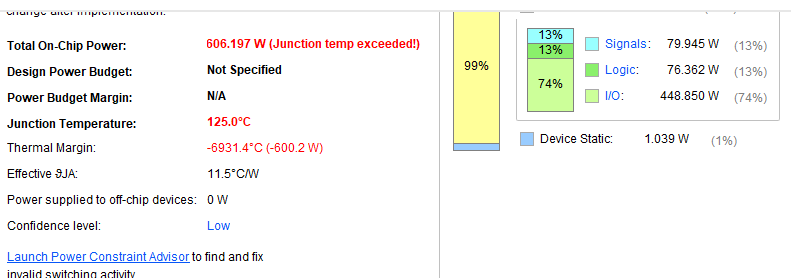 change after implementation.
Total On-Chip Power: 606.197 W (Junction temp exceeded!)
Design Power Budget: Not Specified
Power Budget Margin: N/A
Junction Temperature: 125.0°C
Thermal Margin: -6931.4°C (-600.2 W)
Effective ϑJA: 11.5°C/W
Power supplied to off-chip devices: 0 W
Confidence level: Low
Launch Power Constraint Advisor to find and fix
invalid switching activity
99%
13%
13%
74%
Signals: 79.945 W (13%)
Logic: 76.362 W (13%)
I/O: 448.850 W (74%)
Device Static: 1.039 W (1%)